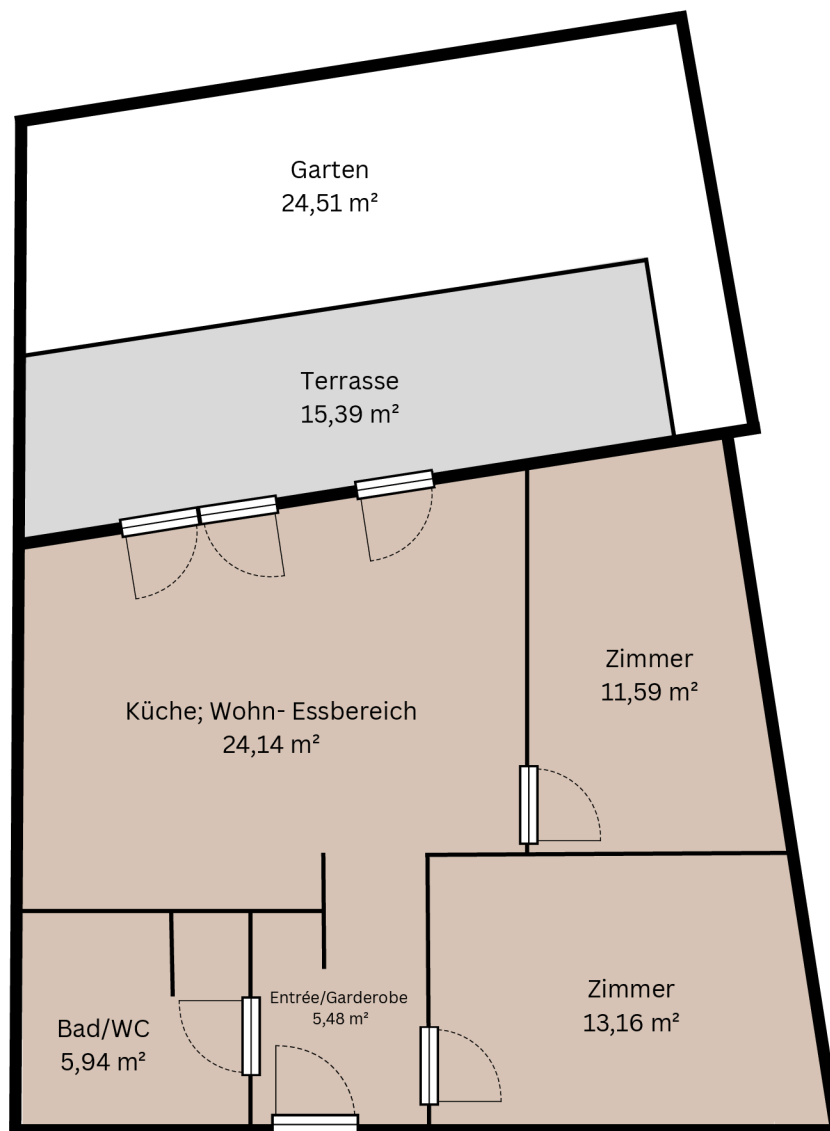 Garten
24,51 m²
Terrasse
15,39 m²
Zimmer
11,59 m²
Küche; Wohn- Essbereich
24,14 m²
Entrée/Garderobe
5,48 m²
Zimmer
13,16 m²
Bad/WC
5,94 m²